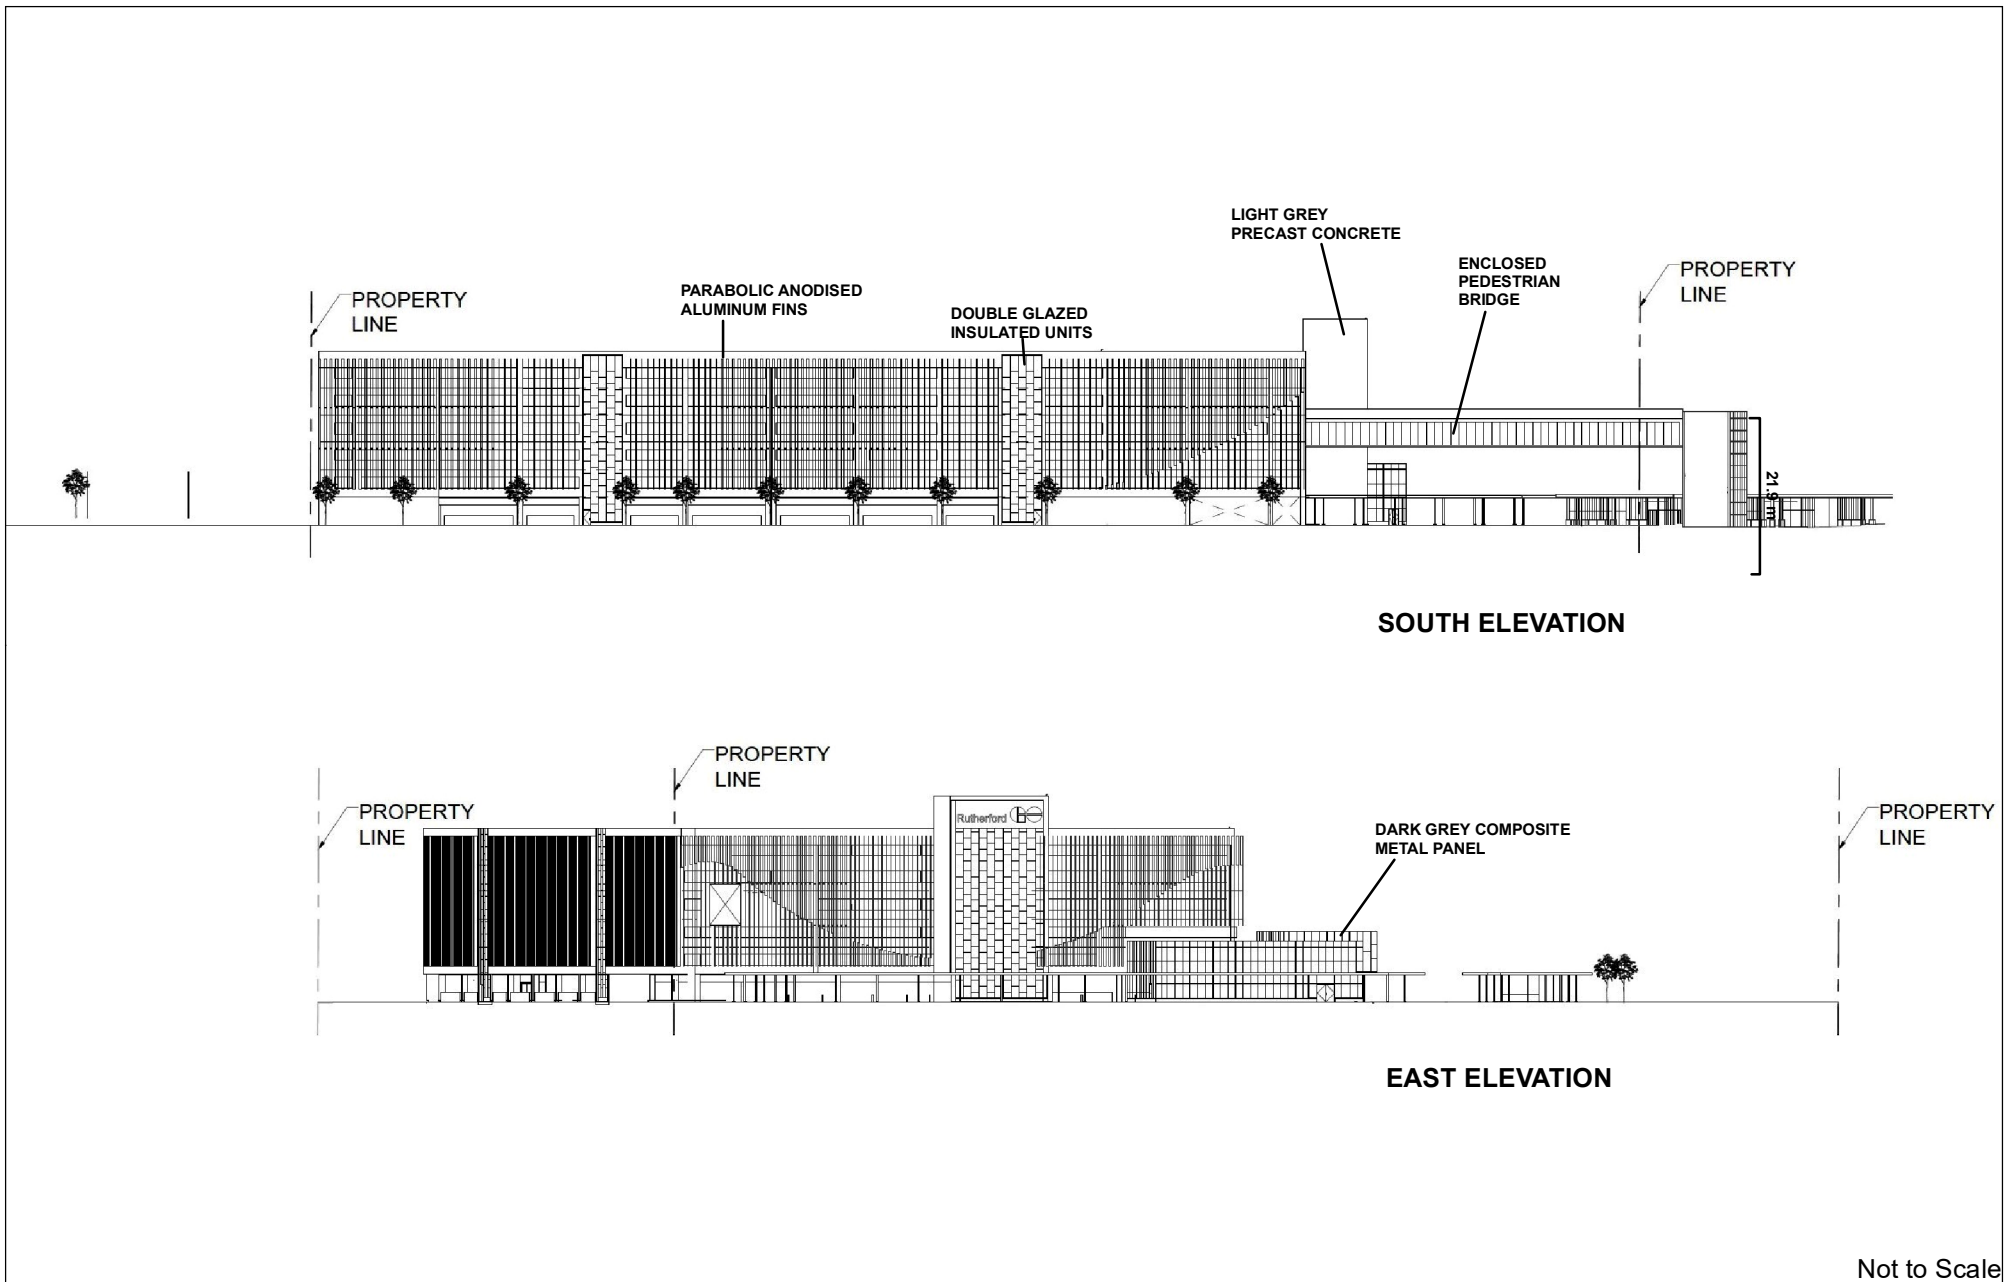 LIGHT GREY
PRECAST CONCRETE
ENCLOSED
PEDESTRIAN
BRIDGE
PROPERTY
LINE
PARABOLIC ANODISED
ALUMINUM FINS
PROPERTY
LINE
DOUBLE GLAZED
INSULATED UNITS
21.9 m
SOUTH ELEVATION
PROPERTY
LINE
PROPERTY
LINE
Rutherford GO
DARK GREY COMPOSITE
METAL PANEL
PROPERTY
LINE
EAST ELEVATION
Not to Scale